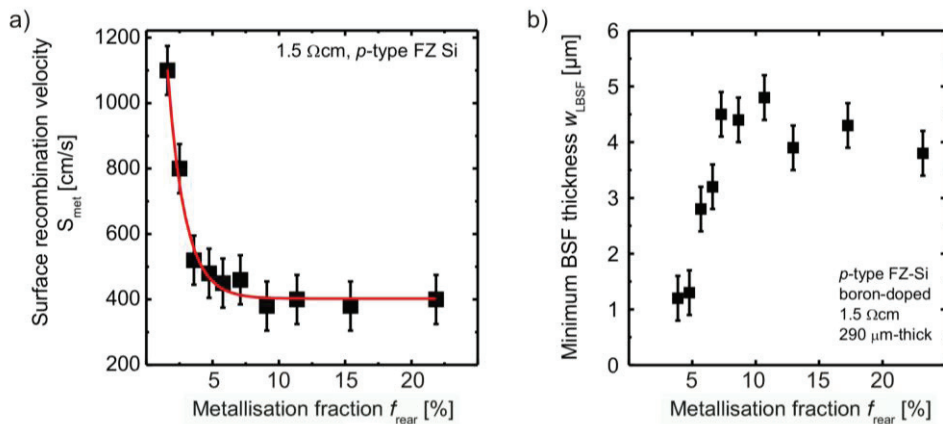 a)
1200
1000
800
600
400
200
5
10
15
20
Surface recombination velocity
S_met [cm/s]
Metallisation fraction f_rear [%]
1.5 Ωcm, p-type FZ Si
b)
6
5
4
3
2
1
0
5
10
15
20
Minimum BSF thickness w_LBSF [µm]
Metallisation fraction f_rear [%]
p-type FZ-Si
boron-doped
1.5 Ωcm
290 µm-thick